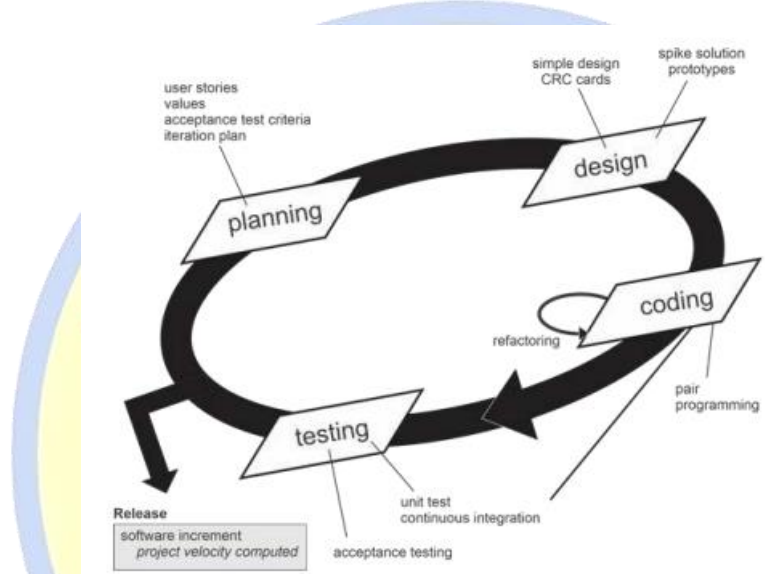 spike solution
prototypes
simple design
CRC cards
user stories
values
acceptance test criteria
iteration plan
design
planning
coding
refactoring
pair
programming
testing
unit test
continuous integration
Release
software increment
project velocity computed
acceptance testing